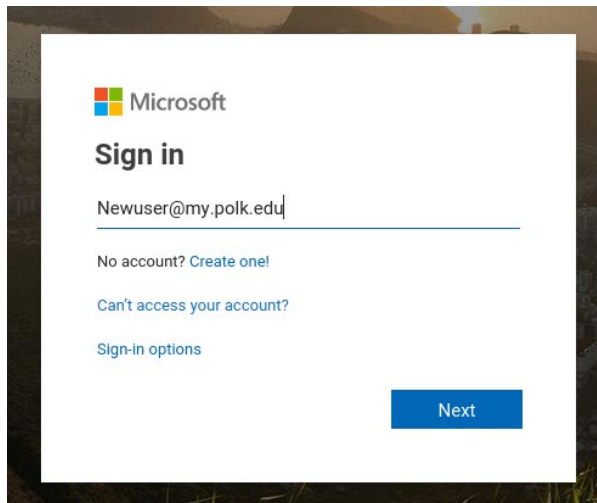 Microsoft
Sign in
Newuser@my.polk.edu
No account? Create one!
Can't access your account?
Sign-in options
Next